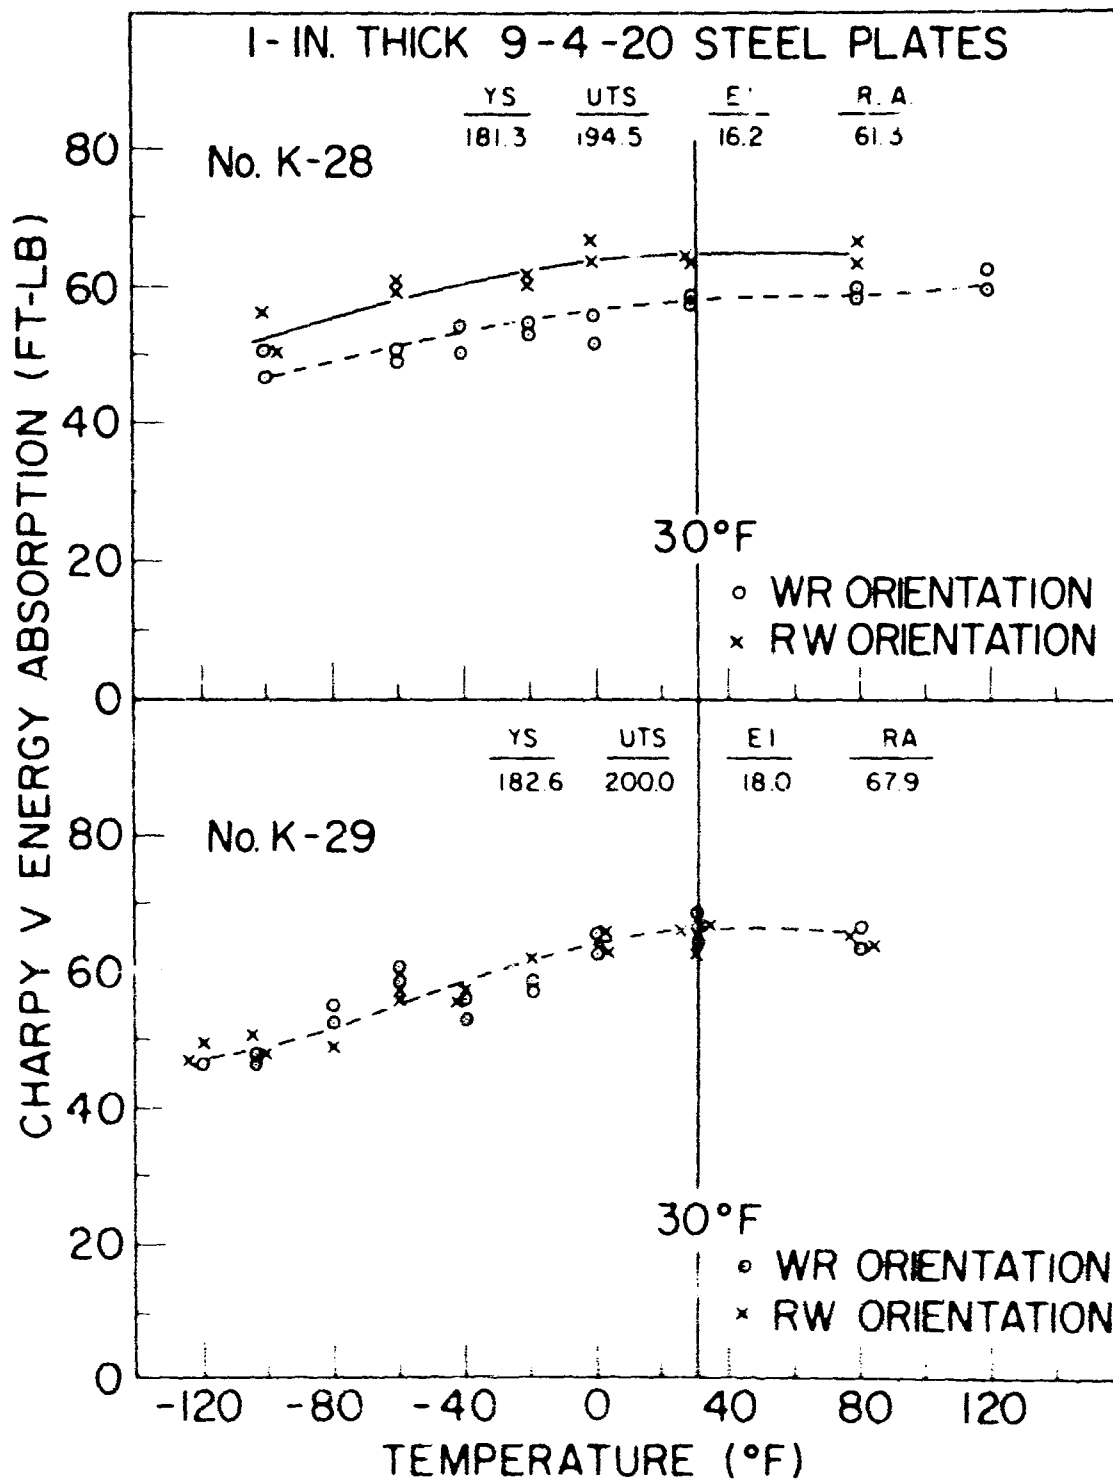 1-IN. THICK 9-4-20 STEEL PLATES
YS UTS E' R.A.
181.3 194.5 16.2 61.3
80
No. K-28
60
40
20
30°F
o WR ORIENTATION
x RW ORIENTATION
0
YS UTS El RA
182.6 200.0 18.0 67.9
80
No. K-29
60
40
20
30°F
o WR ORIENTATION
x RW ORIENTATION
0
-120 -80 -40 0 40 80 120
TEMPERATURE (°F)
CHARPY V ENERGY ABSORPTION (FT-LB)